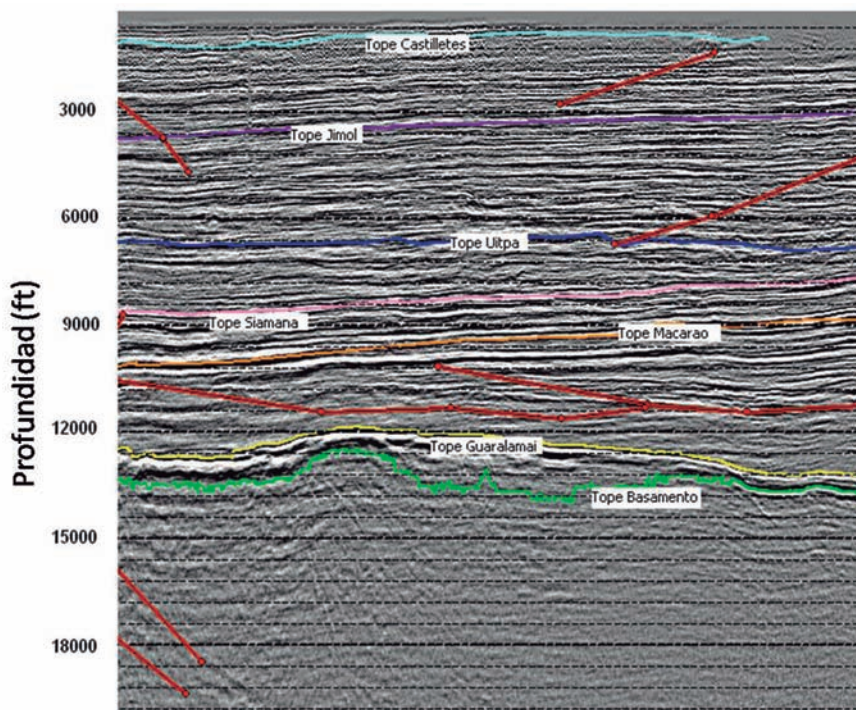 Tope Castilletes
3000
Tope Jimol
6000
Tope Uitpa
Profundidad (ft)
9000
Tope Siamana
Tope Macarao
12000
Tope Guaralamai
Tope Basamento
15000
18000